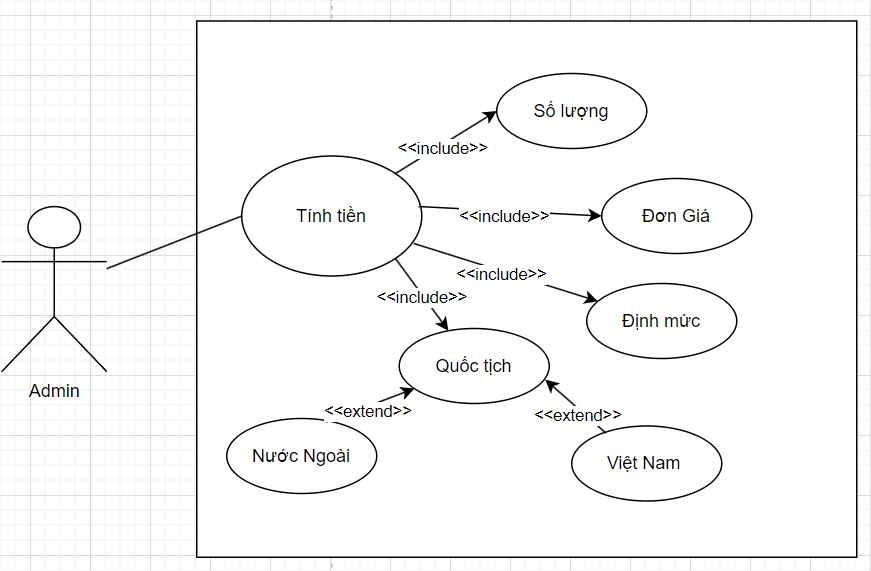 Số lượng
<<include>>
Tính tiền
<<include>>
Đơn Giá
<<include>>
<<include>>
Định mức
Quốc tịch
Admin
<<extend>>
<<extend>>
Nước Ngoài
Việt Nam